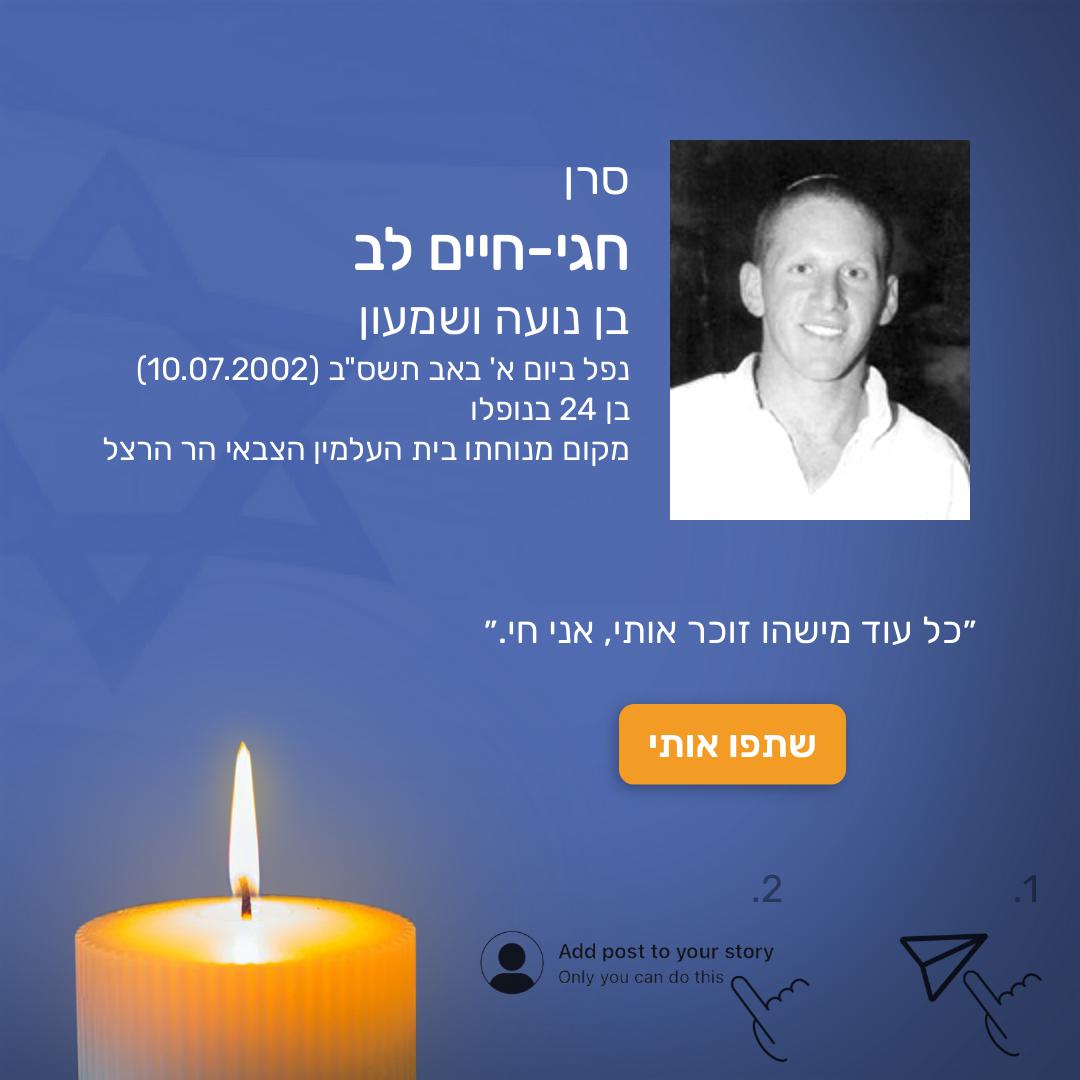 סרן
חגי-חיים לב
בן נועה ושמעון
נפל ביום א' באב תשס"ב (10.07.2002)
בן 24 בנופלו
מקום מנוחתו בית העלמין הצבאי הר הרצל
״כל עוד מישהו זוכר אותי, אני חי.״
שתפו אותי
.1
.2
Add post to your story
Only you can do this